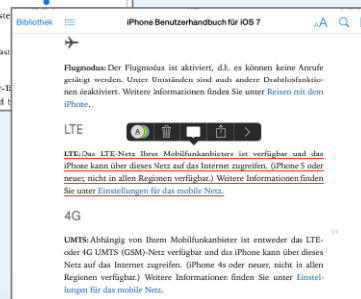 Bibliothek
iPhone Benutzerhandbuch für iOS 7
AA
Flugmodus: Der Flugmodus ist aktiviert, d.h. es können keine Anrufe
getätigt werden. Unter Umständen sind auch andere Drahtlosfunktio-
nen deaktiviert. Weitere Informationen finden Sie unter Reisen mit dem
iPhone.
LTE
A
LTE: Das LTE-Netz Ihres Mobilfunkanbieters ist verfügbar und das
iPhone kann über dieses Netz auf das Internet zugreifen. (iPhone 5 oder
neuer, nicht in allen Regionen verfügbar.) Weitere Informationen finden
Sie unter Einstellungen für das mobile Netz.
4G
UMTS: Abhängig von Ihrem Mobilfunkanbieter ist entweder das LTE-
oder 4G UMTS (GSM)-Netz verfügbar und das iPhone kann über dieses
Netz auf das Internet zugreifen. (iPhone 4s oder neuer, nicht in allen
Regionen verfügbar.) Weitere Informationen finden Sie unter Einstel-
lungen für das mobile Netz.